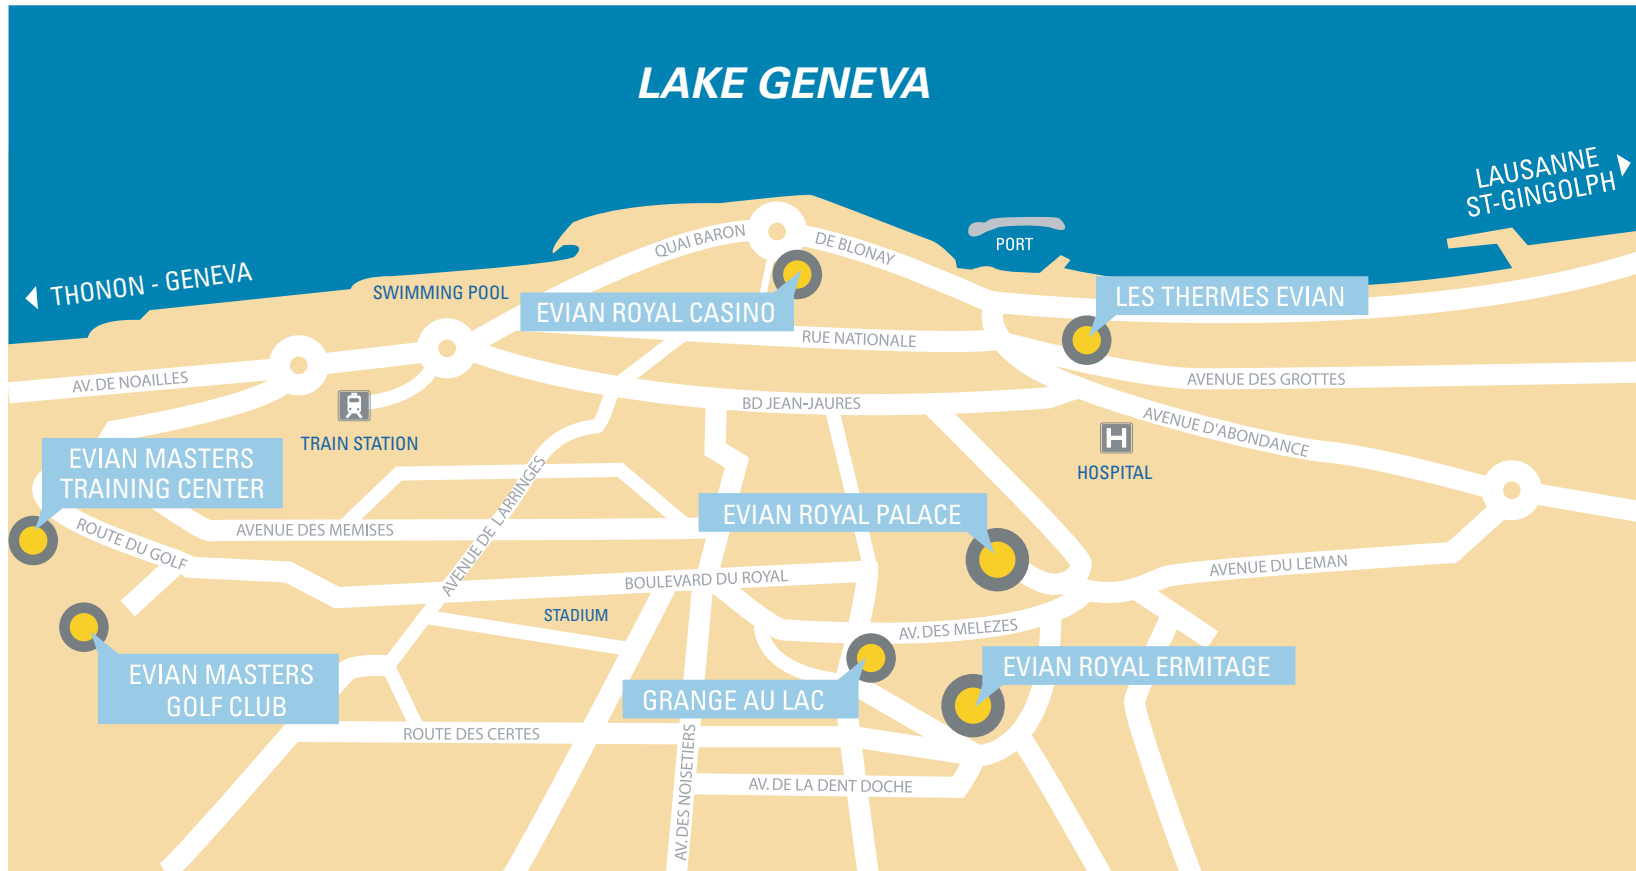 LAKE GENEVA
LAUSANNE
ST-GINGOLPH
QUAI BARON
DE BLONAY
PORT
THONON - GENEVA
SWIMMING POOL
EVIAN ROYAL CASINO
LES THERMES EVIAN
RUE NATIONALE
AV. DE NOAILLES
AVENUE DES GROTTES
BD JEAN-JAURES
AVENUE D'ABONDANCE
TRAIN STATION
H
HOSPITAL
EVIAN MASTERS
TRAINING CENTER
AVENUE DE LARRINGES
EVIAN ROYAL PALACE
ROUTE DU GOLF
AVENUE DES MEMISES
BOULEVARD DU ROYAL
AVENUE DU LEMAN
STADIUM
AV. DES MELEZES
EVIAN MASTERS
GOLF CLUB
GRANGE AU LAC
EVIAN ROYAL ERMITAGE
ROUTE DES CERTES
AV. DES NOISETIERS
AV. DE LA DENT DOCHE